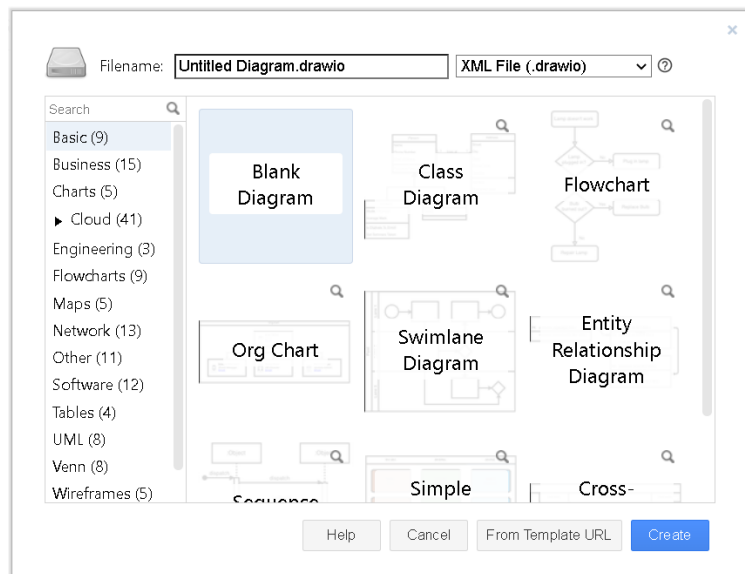 Filename: Untitled Diagram.drawio XML File (.drawio)
Search
Basic (9)
Business (15)
Charts (5)
Cloud (41)
Engineering (3)
Flowcharts (9)
Maps (5)
Network (13)
Other (11)
Software (12)
Tables (4)
UML (8)
Venn (8)
Wireframes (5)
Blank
Diagram
Class
Diagram
Flowchart
Org Chart
Swimlane
Diagram
Entity
Relationship
Diagram
Sequence
Simple
Cross-
Help
Cancel
From Template URL
Create